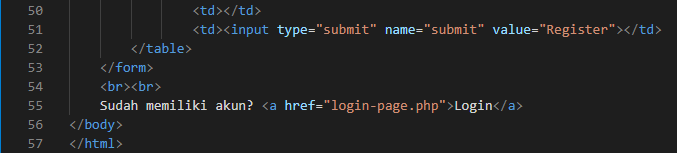 50 <td></td>
51 <td><input type="submit" name="submit" value="Register"></td>
52 </table>
53 </form>
54 <br><br>
55 Sudah memiliki akun? <a href="login-page.php">Login</a>
56 </body>
57 </html>